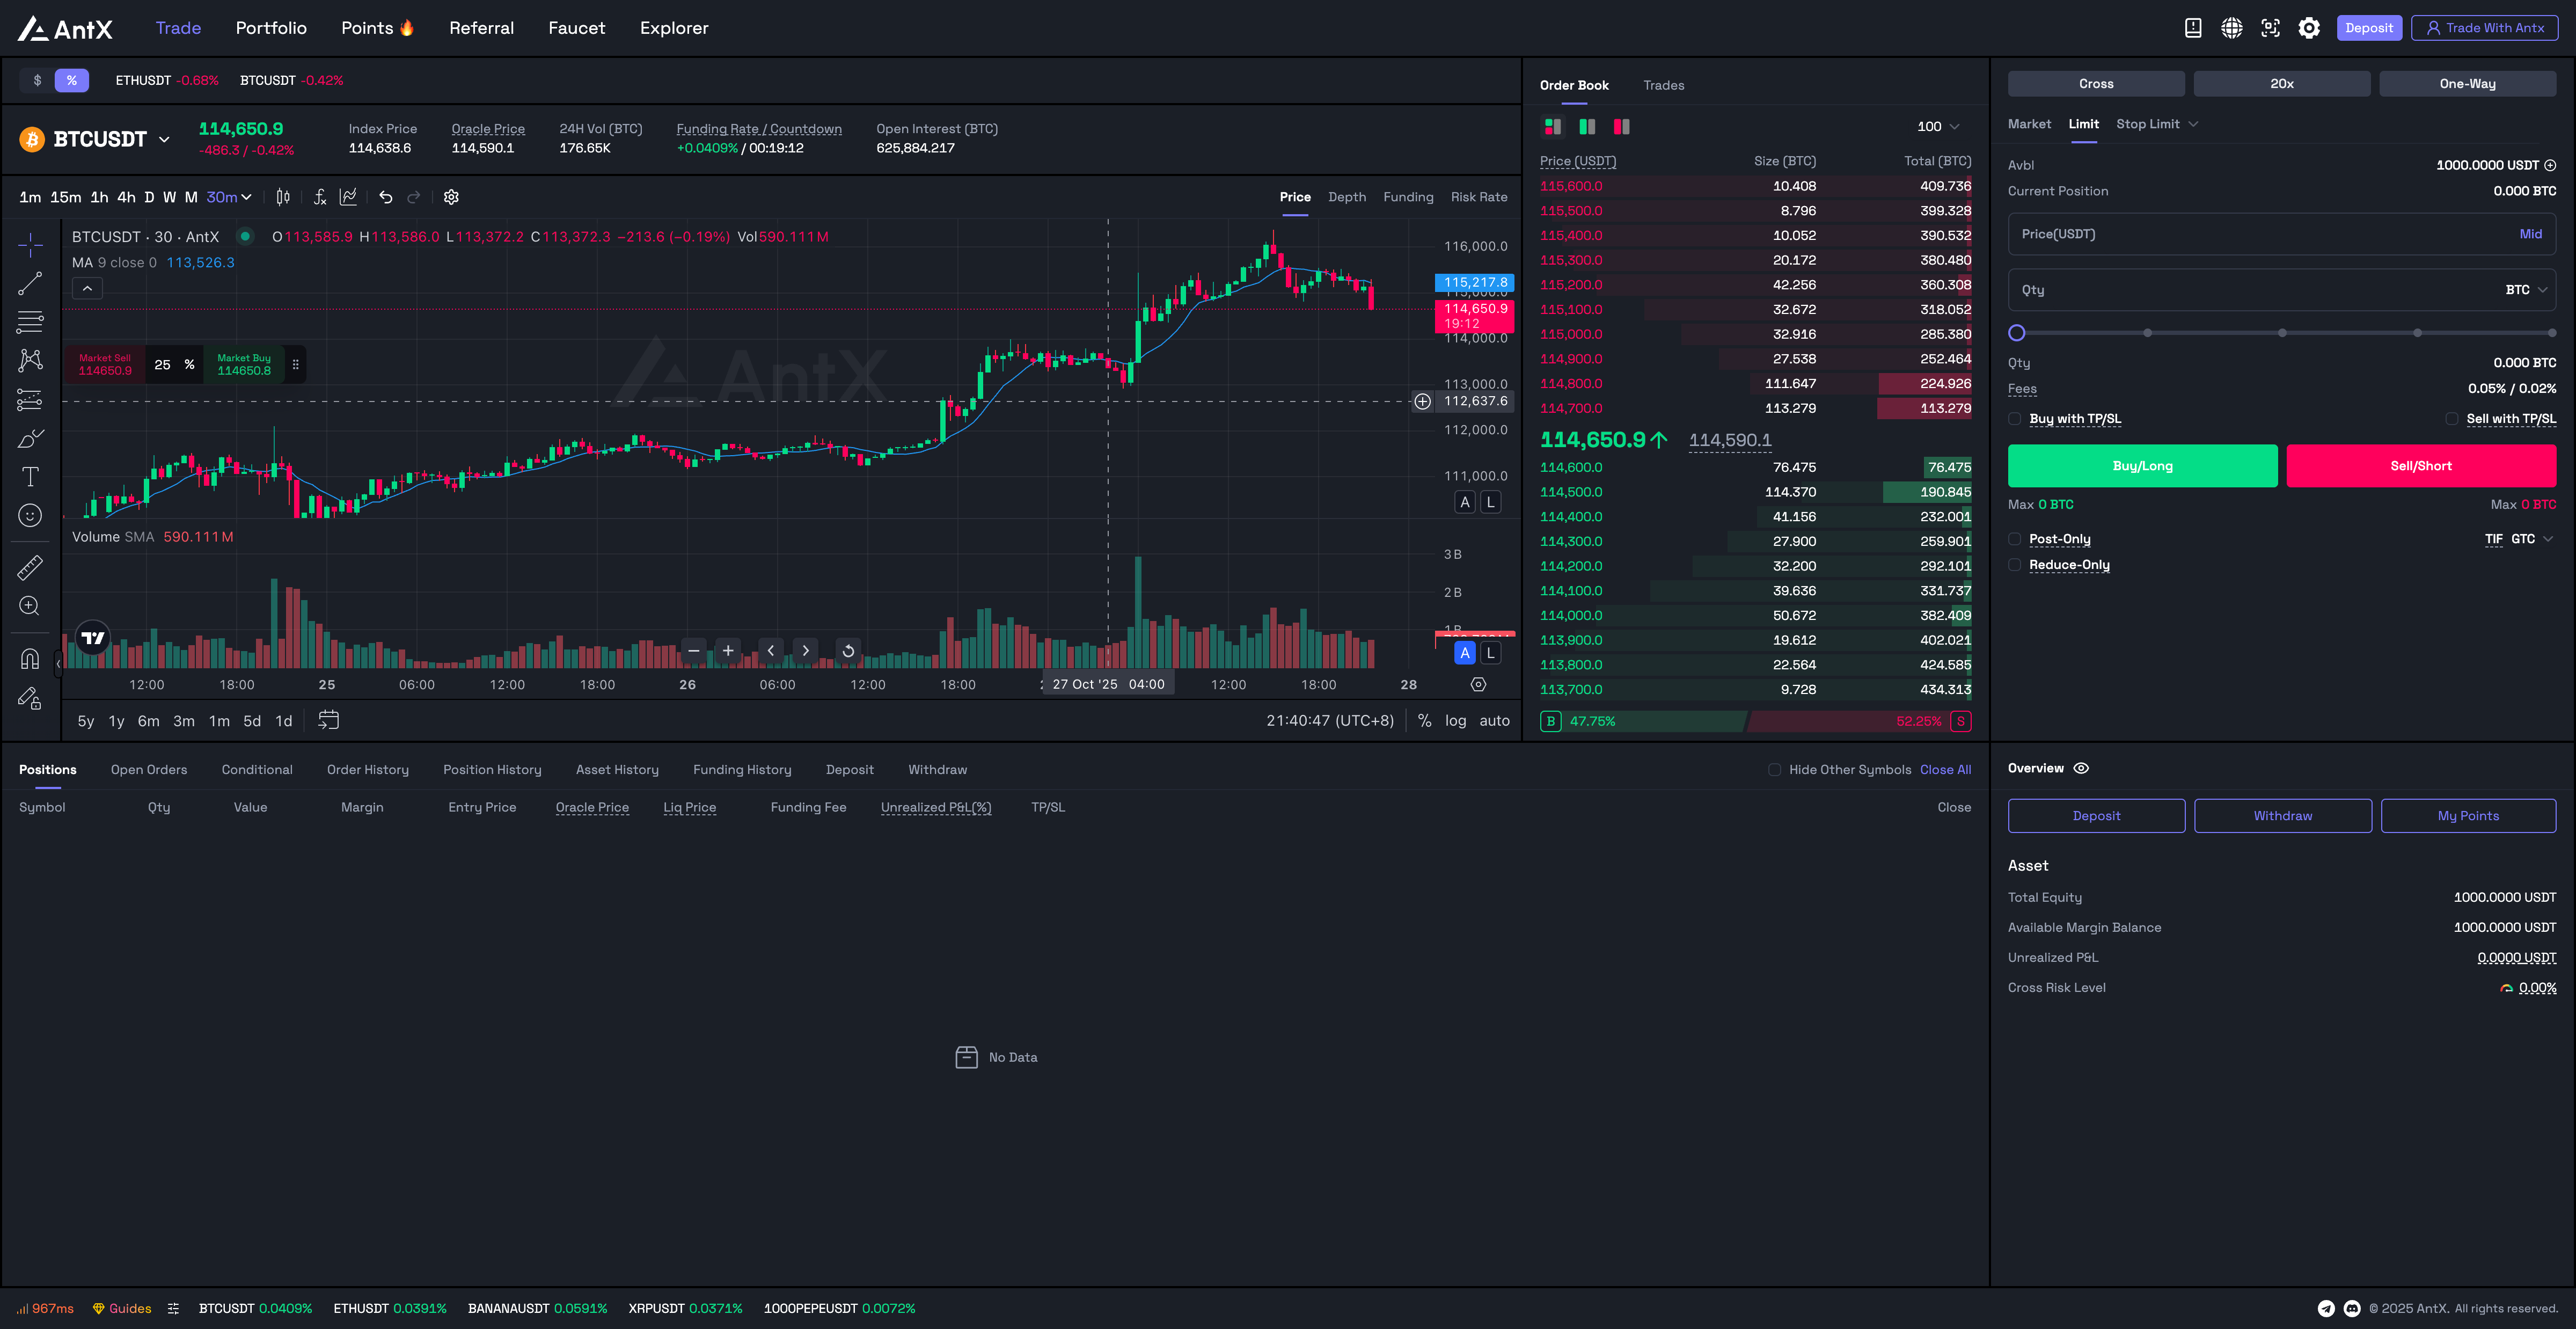 AntX Trade Portfolio Points Referral Faucet Explorer Deposit Trade With Antx
$ % ETHUSDT -0.68% BTCUSDT -0.42%
BTCUSDT 114,650.9 -486.3 / -0.42%
Index Price 114,638.6
Oracle Price 114,590.1
24H Vol (BTC) 176.65K
Funding Rate / Countdown +0.0409% / 00:19:12
Open Interest (BTC) 625,884.217
1m 15m 1h 4h D W M 30m Price Depth Funding Risk Rate
BTCUSDT · 30 · AntX O113,585.9 H113,586.0 L113,372.2 C113,372.3 −213.6 (−0.19%) Vol590.111M
MA 9 close 0 113,526.3
Market Sell 114650.9 25 % Market Buy 114650.8
AntX
116,000.0
115,217.8
115,000.0
114,650.9
19:12
114,000.0
113,000.0
112,637.6
112,000.0
111,000.0
A L
Volume SMA 590.111M
3B
2B
1B
A L
12:00 18:00 25 06:00 12:00 18:00 26 06:00 12:00 18:00 27 Oct '25 04:00 12:00 18:00 28
5y 1y 6m 3m 1m 5d 1d 21:40:47 (UTC+8) % log auto
Order Book Trades
100
Price (USDT) Size (BTC) Total (BTC)
115,600.0 10.408 409.736
115,500.0 8.796 399.328
115,400.0 10.052 390.532
115,300.0 20.172 380.480
115,200.0 42.256 360.308
115,100.0 32.672 318.052
115,000.0 32.916 285.380
114,900.0 27.538 252.464
114,800.0 111.647 224.926
114,700.0 113.279 113.279
114,650.9 114,590.1
114,600.0 76.475 76.475
114,500.0 114.370 190.845
114,400.0 41.156 232.001
114,300.0 27.900 259.901
114,200.0 32.200 292.101
114,100.0 39.636 331.737
114,000.0 50.672 382.409
113,900.0 19.612 402.021
113,800.0 22.564 424.585
113,700.0 9.728 434.313
B 47.75% 52.25% S
Cross 20x One-Way
Market Limit Stop Limit
Avbl 1000.0000 USDT
Current Position 0.000 BTC
Price(USDT) Mid
Qty BTC
Qty 0.000 BTC
Fees 0.05% / 0.02%
Buy with TP/SL Sell with TP/SL
Buy/Long Sell/Short
Max 0 BTC Max 0 BTC
Post-Only TIF GTC
Reduce-Only
Positions Open Orders Conditional Order History Position History Asset History Funding History Deposit Withdraw Hide Other Symbols Close All
Symbol Qty Value Margin Entry Price Oracle Price Liq Price Funding Fee Unrealized P&L(%) TP/SL Close
No Data
Overview
Deposit Withdraw My Points
Asset
Total Equity 1000.0000 USDT
Available Margin Balance 1000.0000 USDT
Unrealized P&L 0.0000 USDT
Cross Risk Level 0.00%
967ms Guides BTCUSDT 0.0409% ETHUSDT 0.0391% BANANAUSDT 0.0591% XRPUSDT 0.0371% 1000PEPEUSDT 0.0072% © 2025 AntX. All rights reserved.